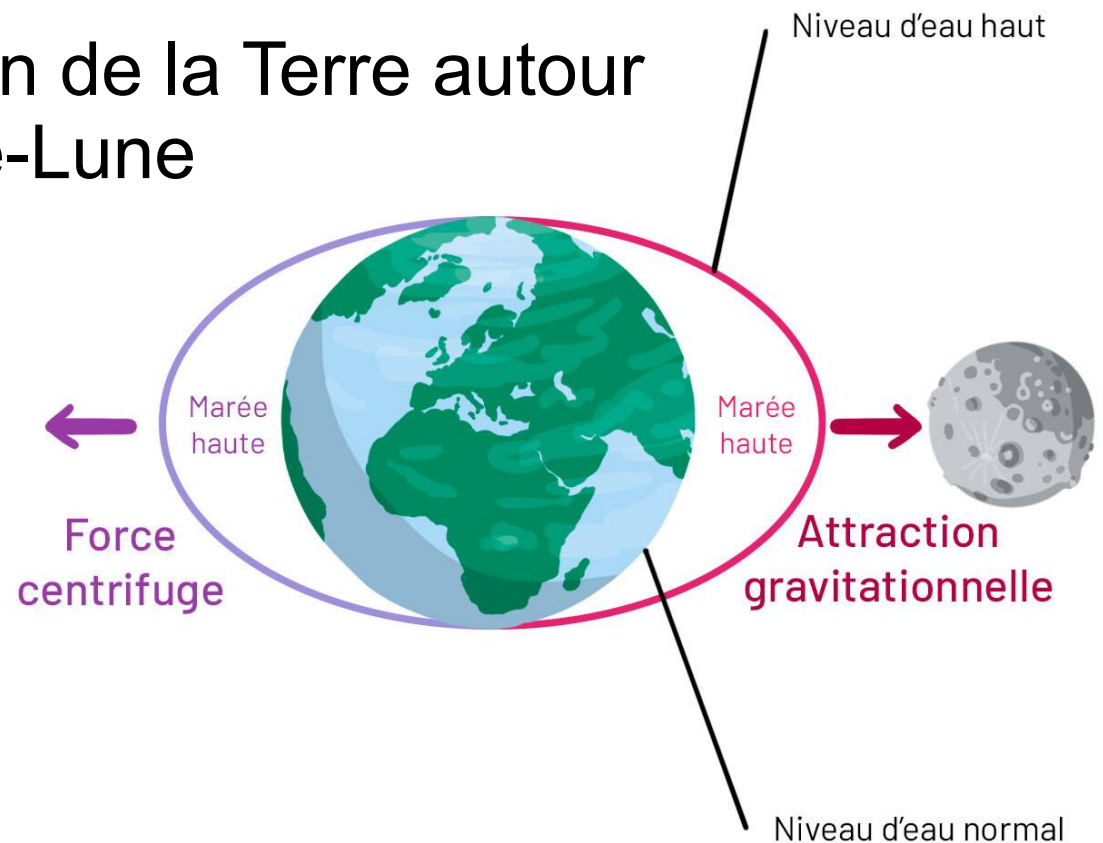 n de la Terre autour
e-Lune
Niveau d'eau haut
Marée
haute
Marée
haute
Force
centrifuge
Attraction
gravitationnelle
Niveau d'eau normal